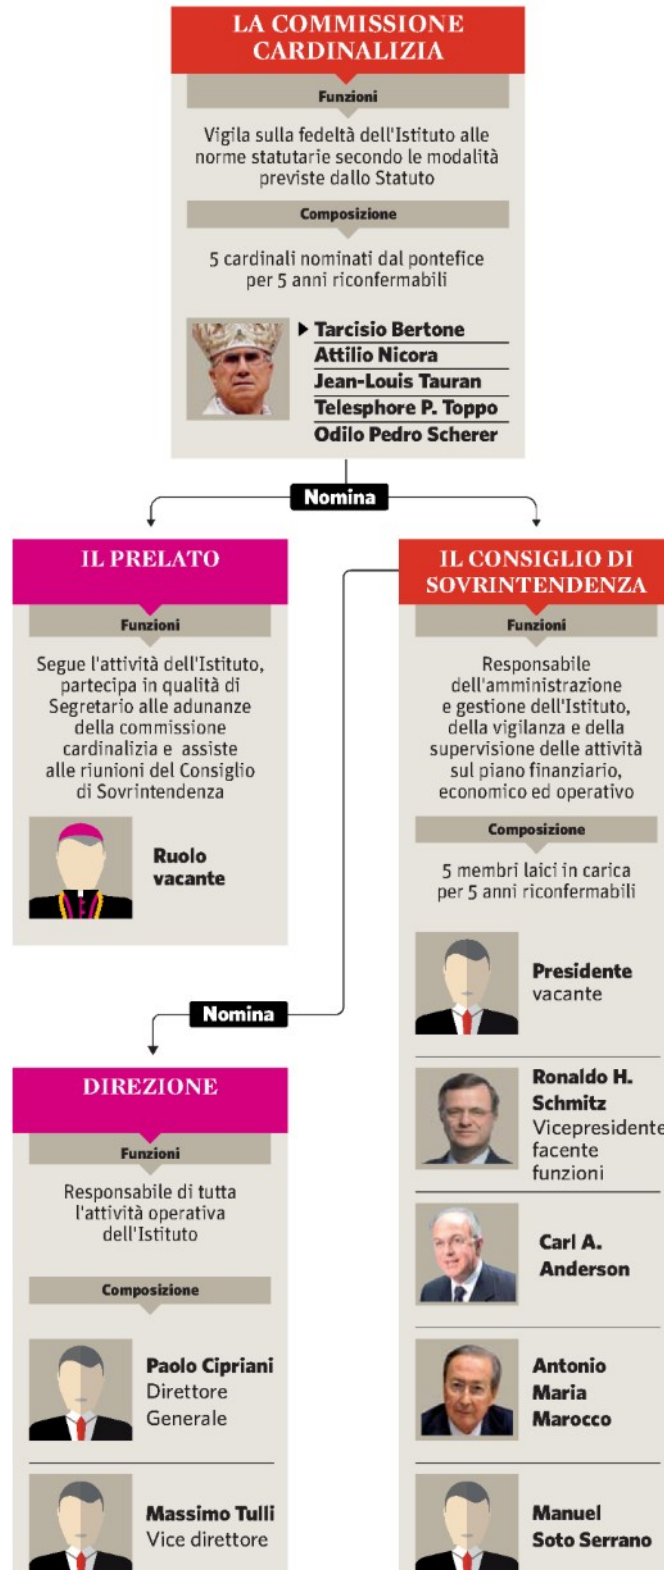 LA COMMISSIONE
CARDINALIZIA
Funzioni
Vigila sulla fedeltà dell'Istituto alle
norme statutarie secondo le modalità
previste dallo Statuto
Composizione
5 cardinali nominati dal pontefice
per 5 anni riconfermabili
Tarcisio Bertone
Attilio Nicora
Jean-Louis Tauran
Telesphore P. Toppo
Odilo Pedro Scherer
Nomina
IL PRELATO
Funzioni
Segue l'attività dell'Istituto,
partecipa in qualità di
Segretario alle adunanze
della commissione
cardinalizia e assiste
alle riunioni del Consiglio
di Sovrintendenza
Ruolo
vacante
IL CONSIGLIO DI
SOVRINTENDENZA
Funzioni
Responsabile
dell'amministrazione
e gestione dell'Istituto,
della vigilanza e della
supervisione delle attività
sul piano finanziario,
economico ed operativo
Composizione
5 membri laici in carica
per 5 anni riconfermabili
Presidente
vacante
Ronaldo H.
Schmitz
Vicepresidente
facente
funzioni
Carl A.
Anderson
Antonio
Maria
Marocco
Manuel
Soto Serrano
Nomina
DIREZIONE
Funzioni
Responsabile di tutta
l'attività operativa
dell'Istituto
Composizione
Paolo Cipriani
Direttore
Generale
Massimo Tulli
Vice direttore